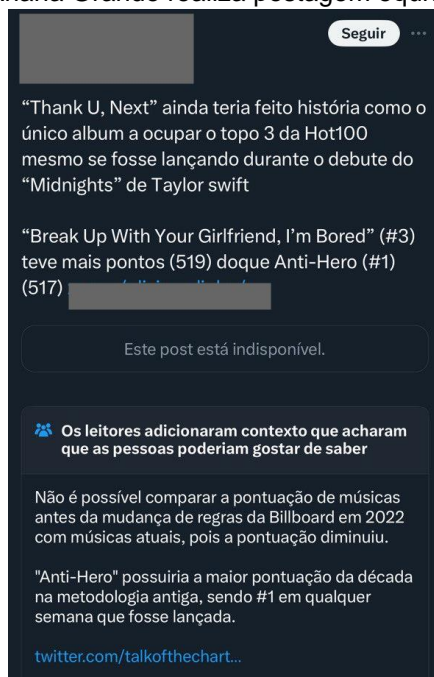 Seguir ...
“Thank U, Next” ainda teria feito história como o
único album a ocupar o topo 3 da Hot100
mesmo se fosse lançando durante o debute do
“Midnights” de Taylor swift
“Break Up With Your Girlfriend, I’m Bored” (#3)
teve mais pontos (519) doque Anti-Hero (#1)
(517)
Este post está indisponível.
Os leitores adicionaram contexto que acharam
que as pessoas poderiam gostar de saber
Não é possível comparar a pontuação de músicas
antes da mudança de regras da Billboard em 2022
com músicas atuais, pois a pontuação diminuiu.
"Anti-Hero" possuiria a maior pontuação da década
na metodologia antiga, sendo #1 em qualquer
semana que fosse lançada.
twitter.com/talkofthechart...